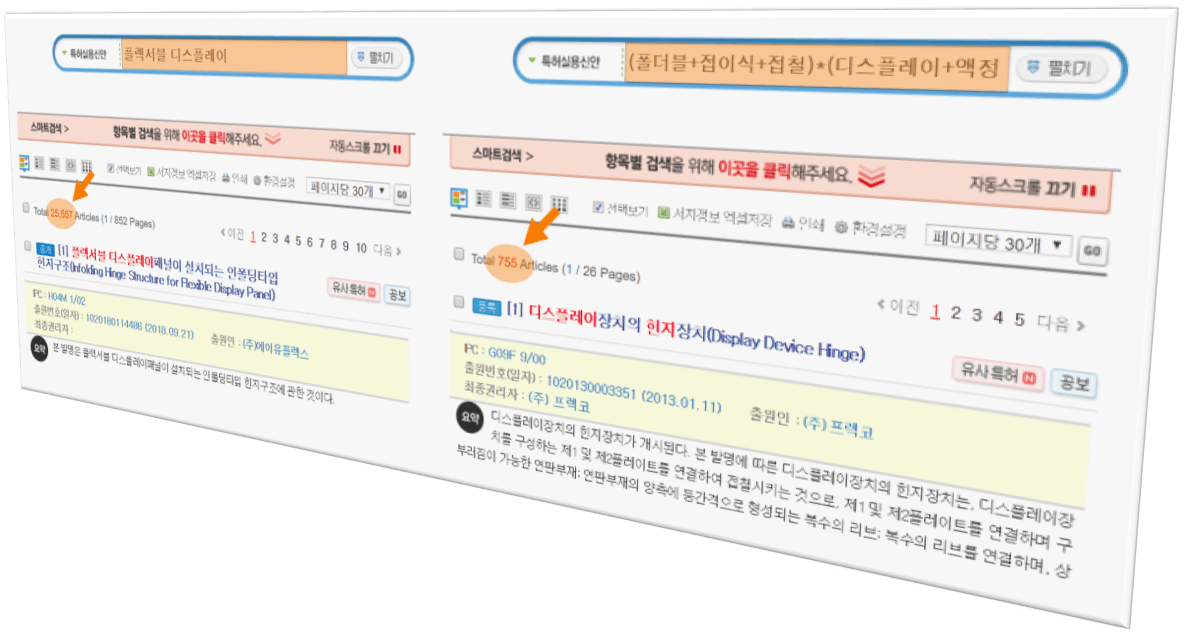 특허실용신안 플렉서블 디스플레이 펼치기
스마트검색 > 항목별 검색을 위해 이곳을 클릭해주세요. 자동스크롤 끄기
선택보기 서지정보 엑셀저장 인쇄 환경설정 페이지당 30개 GO
Total 25,557 Articles (1 / 852 Pages)
이전 1 2 3 4 5 6 7 8 9 10 다음
공개 [1] 플렉서블 디스플레이패널이 설치되는 인폴딩타입
힌지구조(Infolding Hinge Structure for Flexible Display Panel)
유사특허 N 공보
IPC : H04M 1/02
출원번호(일자) : 1020180114486 (2018.09.21) 출원인 : (주)에이유플렉스
최종권리자 :
요약 본 발명은 플렉서블 디스플레이패널이 설치되는 인폴딩타입 힌지구조에 관한 것이다.
특허실용신안 (폴더블+접이식+접철)*(디스플레이+액정 펼치기
스마트검색 > 항목별 검색을 위해 이곳을 클릭해주세요. 자동스크롤 끄기
선택보기 서지정보 엑셀저장 인쇄 환경설정 페이지당 30개 GO
Total 755 Articles (1 / 26 Pages)
이전 1 2 3 4 5 다음
등록 [1] 디스플레이장치의 힌지장치(Display Device Hinge)
유사특허 N 공보
IPC : G09F 9/00
출원번호(일자) : 1020130003351 (2013.01.11) 출원인 : (주) 프렉코
최종권리자 : (주) 프렉코
요약 디스플레이장치의 힌지장치가 개시된다. 본 발명에 따른 디스플레이장치의 힌지장치는, 디스플레이장
치를 구성하는 제1 및 제2플레이트를 연결하여 접철시키는 것으로, 제1 및 제2플레이트를 연결하며 구
부러짐이 가능한 연판부재; 연판부재의 양측에 등간격으로 형성되는 복수의 리브; 복수의 리브를 연결하며, 상